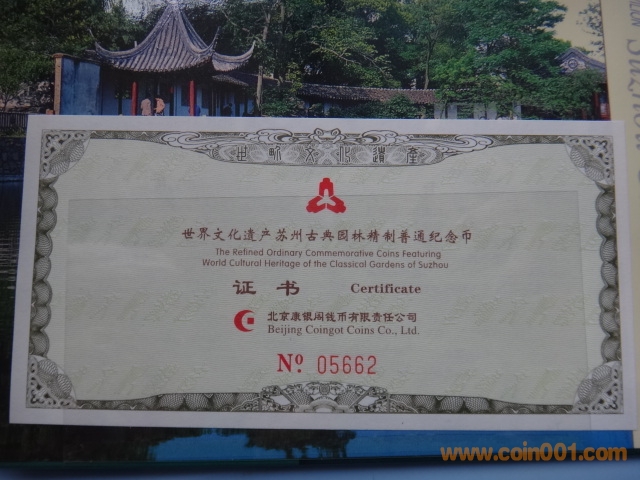 世界文化遺產
世界文化遗产苏州古典园林精制普通纪念币
The Refined Ordinary Commemorative Coins Featuring
World Cultural Heritage of the Classical Gardens of Suzhou
证书 Certificate
北京康银阁钱币有限责任公司
Beijing Coingot Coins Co., Ltd.
Nº 05662
www.coin001.com